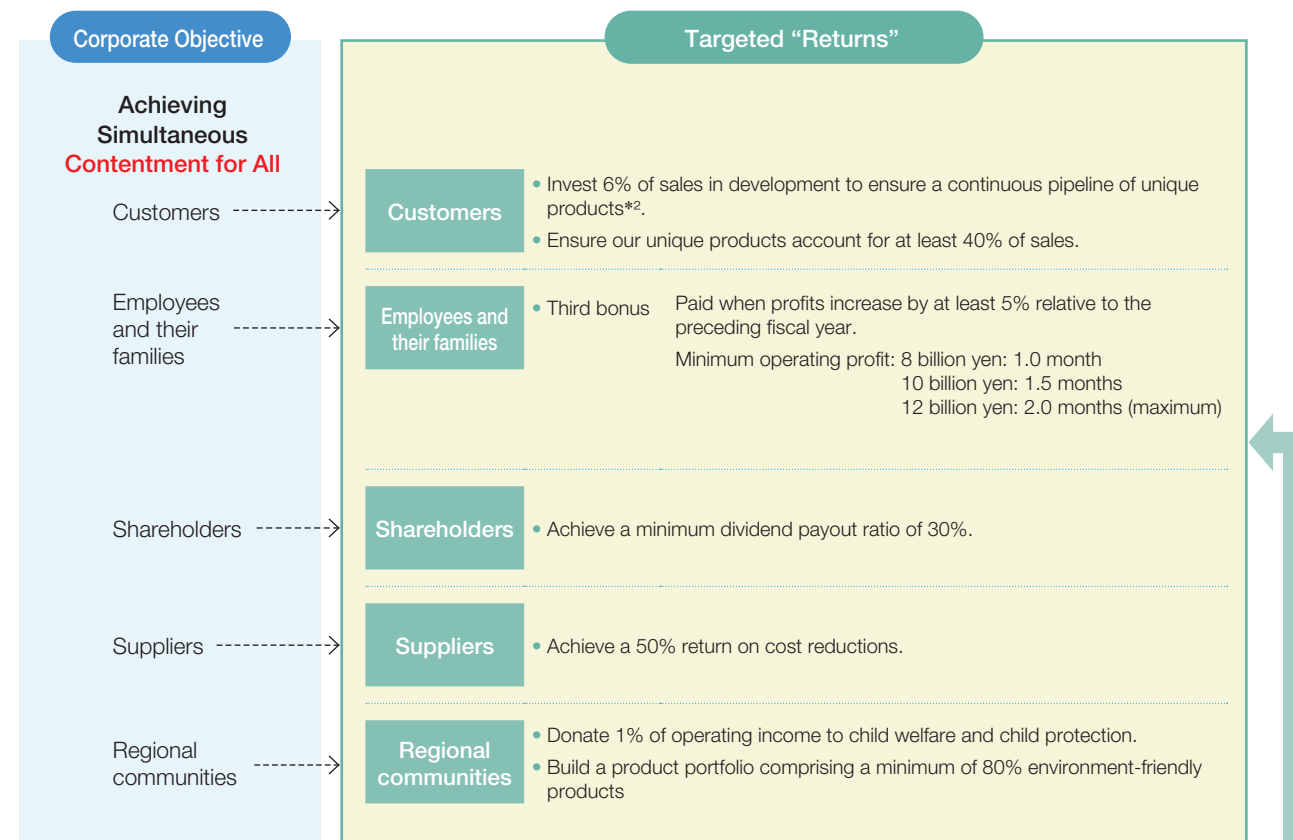 Corporate Objective
Targeted “Returns”
Achieving
Simultaneous
Contentment for All
Customers
Customers
• Invest 6% of sales in development to ensure a continuous pipeline of unique
products*2.
• Ensure our unique products account for at least 40% of sales.
Employees
and their
families
Employees and
their families
• Third bonus
Paid when profits increase by at least 5% relative to the
preceding fiscal year.
Minimum operating profit: 8 billion yen: 1.0 month
10 billion yen: 1.5 months
12 billion yen: 2.0 months (maximum)
Shareholders
Shareholders
• Achieve a minimum dividend payout ratio of 30%.
Suppliers
Suppliers
• Achieve a 50% return on cost reductions.
Regional
communities
Regional
communities
• Donate 1% of operating income to child welfare and child protection.
• Build a product portfolio comprising a minimum of 80% environment-friendly
products